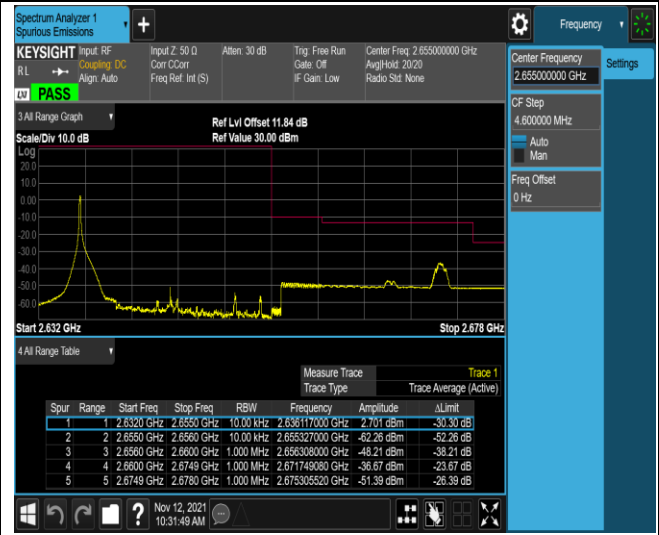 Spectrum Analyzer 1
Spurious Emissions
Frequency
KEYSIGHT Input: RF Input Z: 50 Ω Atten: 30 dB Trig: Free Run Center Freq: 2.655000000 GHz
R L Coupling: DC Corr CCorr Gate: Off Avg|Hold: 20/20
Align: Auto Freq Ref: Int (S) IF Gain: Low Radio Std: None
LXI PASS
Center Frequency
2.655000000 GHz
Settings
CF Step
4.600000 MHz
Auto
Man
Freq Offset
0 Hz
3 All Range Graph
Ref Lvl Offset 11.84 dB
Scale/Div 10.0 dB Ref Value 30.00 dBm
Log
20.0
10.0
0.00
-10.0
-20.0
-30.0
-40.0
-50.0
-60.0
Start 2.632 GHz Stop 2.678 GHz
4 All Range Table
Measure Trace Trace 1
Trace Type Trace Average (Active)
Spur Range Start Freq Stop Freq RBW Frequency Amplitude ΔLimit
1 1 2.6320 GHz 2.6550 GHz 10.00 kHz 2.636117000 GHz 2.701 dBm -30.30 dB
2 2 2.6550 GHz 2.6560 GHz 10.00 kHz 2.655327000 GHz -62.26 dBm -52.26 dB
3 3 2.6560 GHz 2.6600 GHz 1.000 MHz 2.656308000 GHz -48.21 dBm -38.21 dB
4 4 2.6600 GHz 2.6749 GHz 1.000 MHz 2.671749080 GHz -36.67 dBm -23.67 dB
5 5 2.6749 GHz 2.6780 GHz 1.000 MHz 2.675305520 GHz -51.39 dBm -26.39 dB
Nov 12, 2021
10:31:49 AM